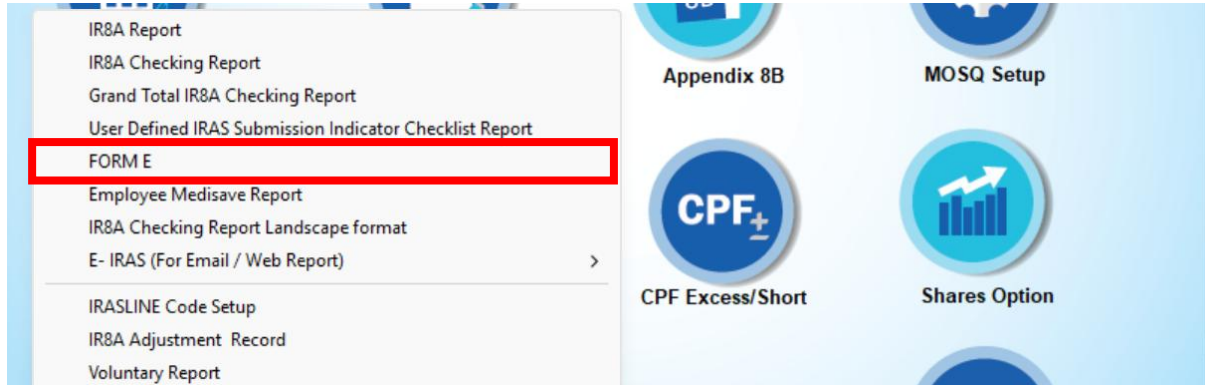 IR8A Report
IR8A Checking Report
Grand Total IR8A Checking Report
User Defined IRAS Submission Indicator Checklist Report
FORM E
Employee Medisave Report
IR8A Checking Report Landscape format
E- IRAS (For Email / Web Report)
IRASLINE Code Setup
IR8A Adjustment  Record
Voluntary Report
Appendix 8B
MOSQ Setup
CPF±
CPF Excess/Short
Shares Option